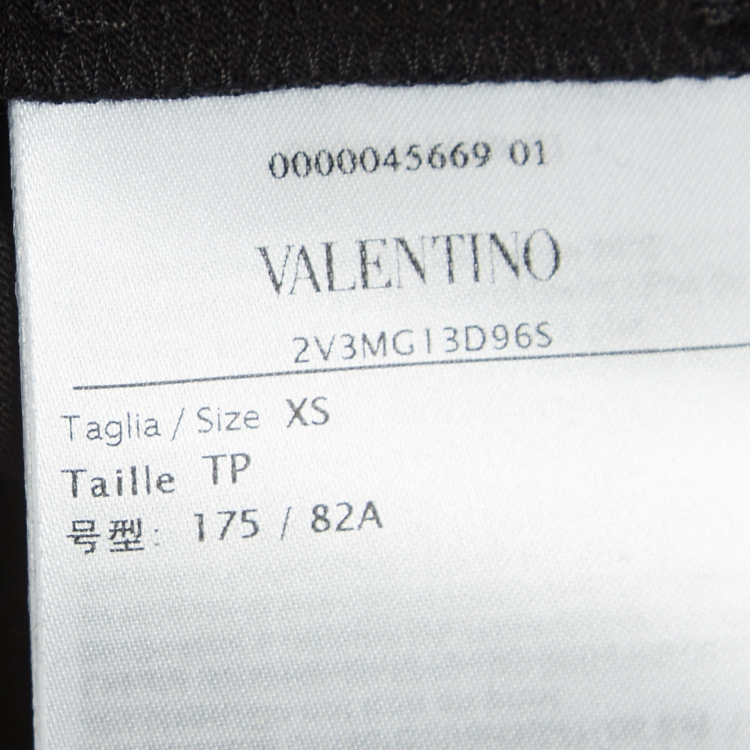 0000045669 01
VALENTINO
2V3MG13D96S
Taglia / Size XS
Taille TP
号型: 175 / 82A